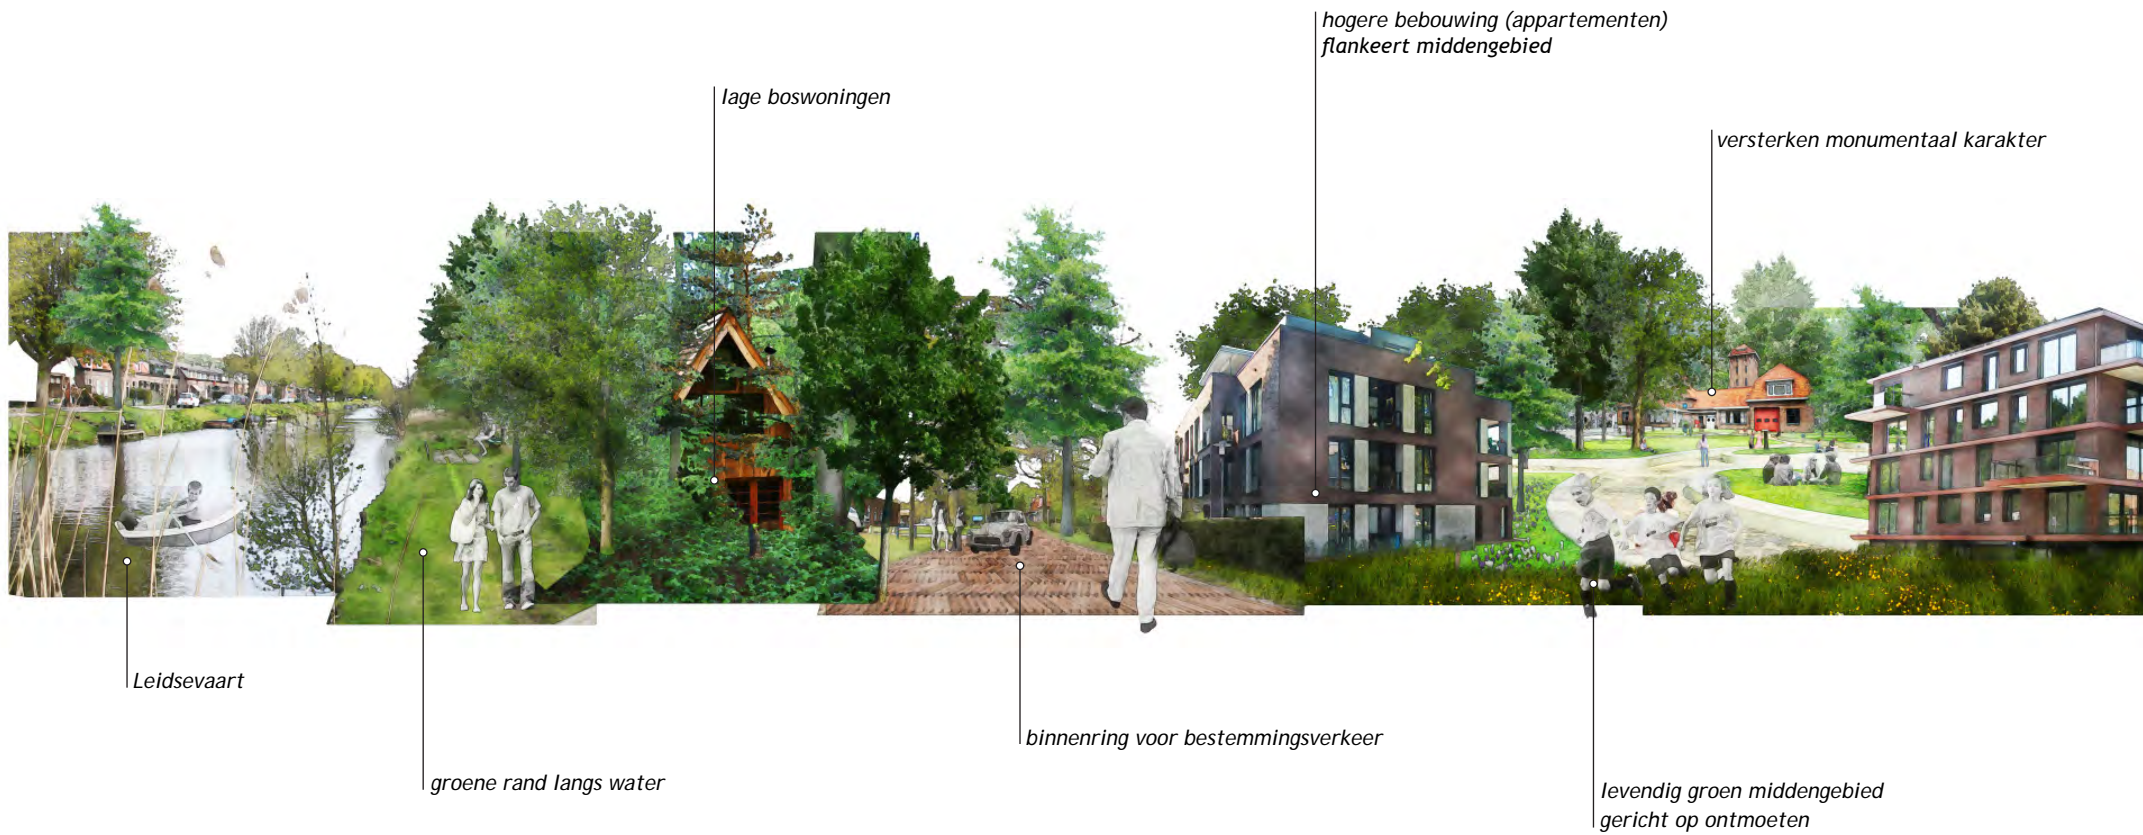 hogere bebouwing (appartementen)
flankeert middengebied
lage boswoningen
versterken monumentaal karakter
Leidsevaart
binnenring voor bestemmingsverkeer
groene rand langs water
levendig groen middengebied
gericht op ontmoeten